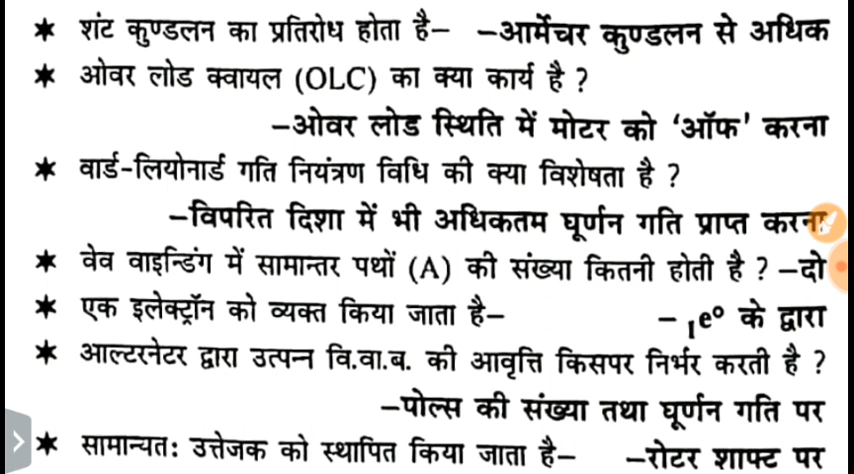 ★ शंट कुण्डलन का प्रतिरोध होता है– –आर्मेचर कुण्डलन से अधिक
★ ओवर लोड क्वायल (OLC) का क्या कार्य है ?
–ओवर लोड स्थिति में मोटर को ‘ऑफ’ करना
★ वार्ड-लियोनार्ड गति नियंत्रण विधि की क्या विशेषता है ?
–विपरित दिशा में भी अधिकतम घूर्णन गति प्राप्त करना
★ वेव वाइन्डिंग में सामान्तर पथों (A) की संख्या कितनी होती है ? –दो
★ एक इलेक्ट्रॉन को व्यक्त किया जाता है– – ₁e⁰ के द्वारा
★ आल्टरनेटर द्वारा उत्पन्न वि.वा.ब. की आवृत्ति किसपर निर्भर करती है ?
–पोल्स की संख्या तथा घूर्णन गति पर
★ सामान्यतः उत्तेजक को स्थापित किया जाता है– –रोटर शाफ्ट पर